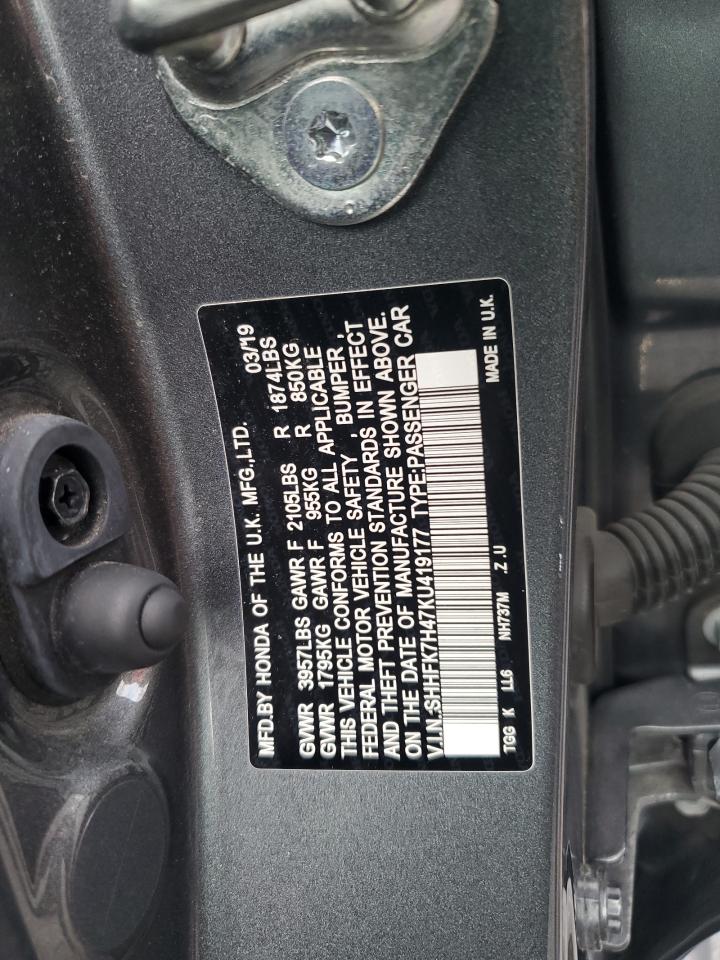 MFD.BY HONDA OF THE U.K. MFG.,LTD. 03/19
GVWR 3957LBS GAWR F 2105LBS R 1874LBS
GVWR 1795KG GAWR F 955KG R 850KG
THIS VEHICLE CONFORMS TO ALL APPLICABLE
FEDERAL MOTOR VEHICLE SAFETY , BUMPER ,
AND THEFT PREVENTION STANDARDS IN EFFECT
ON THE DATE OF MANUFACTURE SHOWN ABOVE.
V.I.N.:SHHFK7H47KU419177 TYPE:PASSENGER CAR
TGG K LL6 NH737M .Z .U MADE IN U.K.